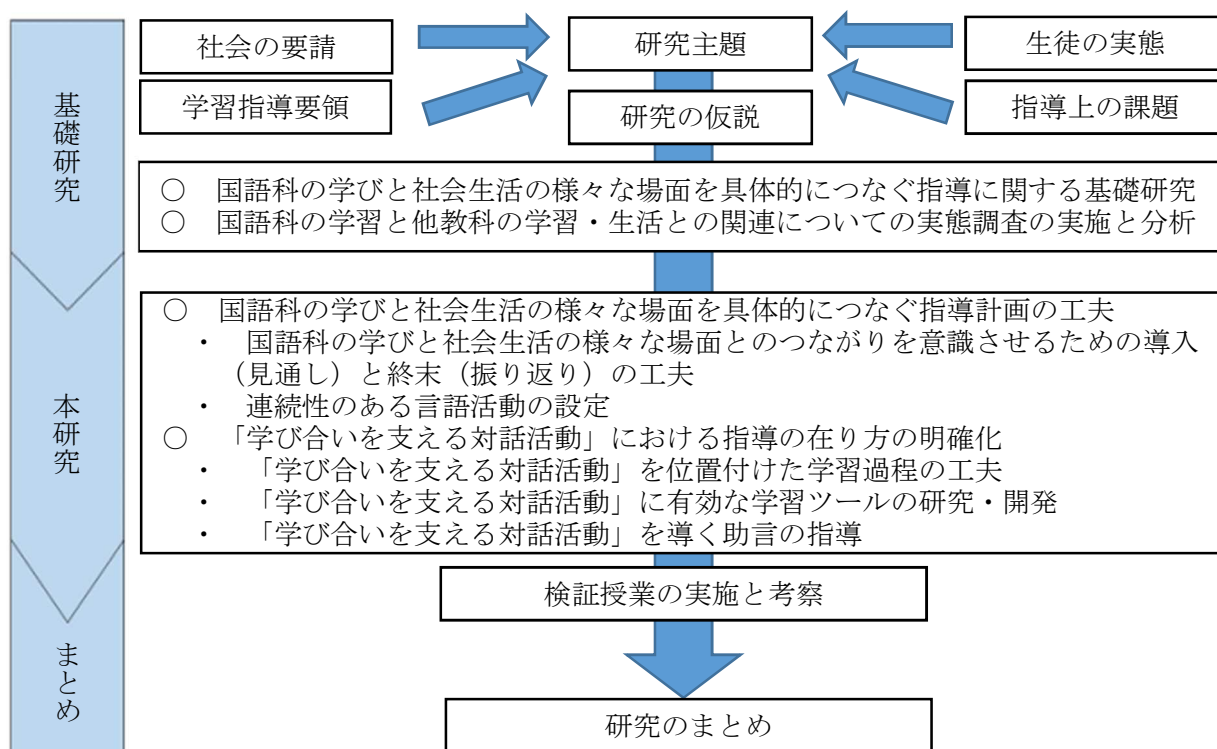 社会の要請
研究主題
生徒の実態
学習指導要領
研究の仮説
指導上の課題
基礎研究
○　国語科の学びと社会生活の様々な場面を具体的につなぐ指導に関する基礎研究
○　国語科の学習と他教科の学習・生活との関連についての実態調査の実施と分析
本研究
○　国語科の学びと社会生活の様々な場面を具体的につなぐ指導計画の工夫
・　国語科の学びと社会生活の様々な場面とのつながりを意識させるための導入
（見通し）と終末（振り返り）の工夫
・　連続性のある言語活動の設定
○　「学び合いを支える対話活動」における指導の在り方の明確化
・　「学び合いを支える対話活動」を位置付けた学習過程の工夫
・　「学び合いを支える対話活動」に有効な学習ツールの研究・開発
・　「学び合いを支える対話活動」を導く助言の指導
検証授業の実施と考察
まとめ
研究のまとめ